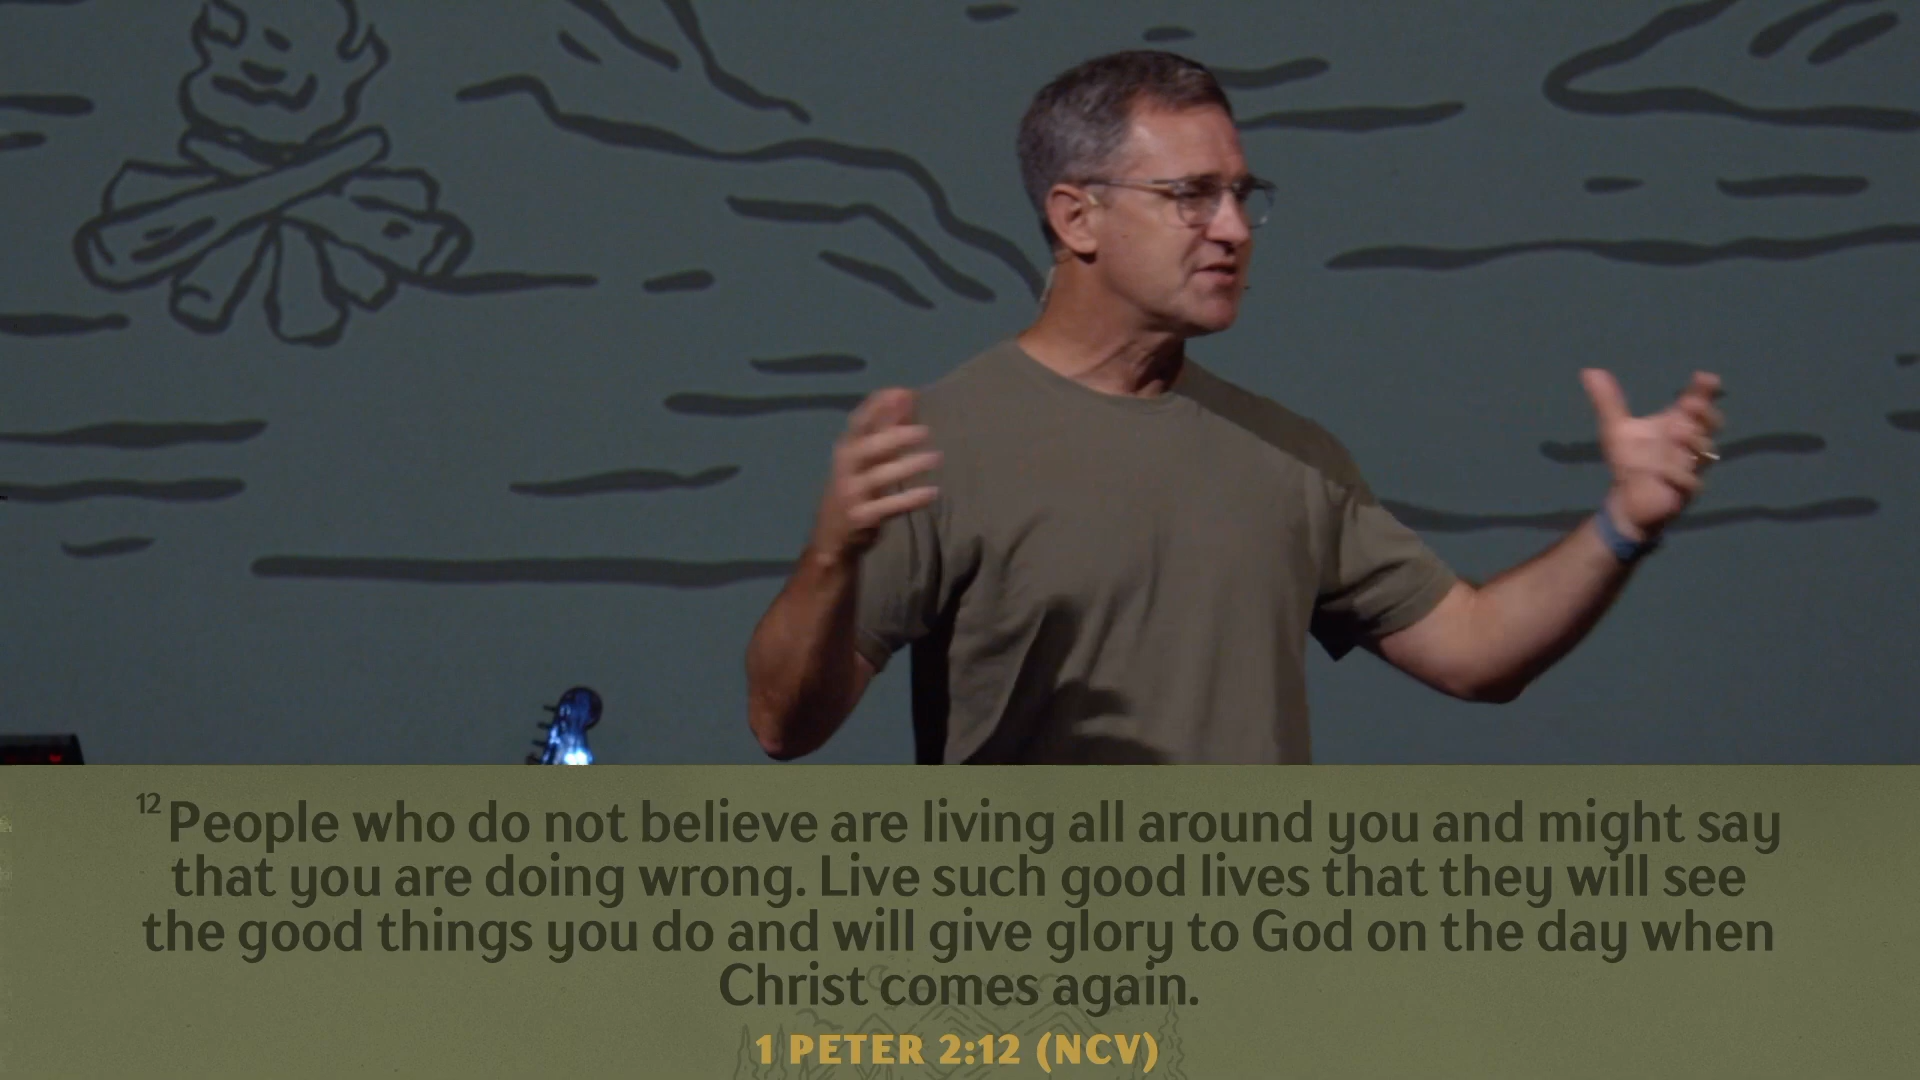 12 People who do not believe are living all around you and might say
that you are doing wrong. Live such good lives that they will see
the good things you do and will give glory to God on the day when
Christ comes again.
1 PETER 2:12 (NCV)